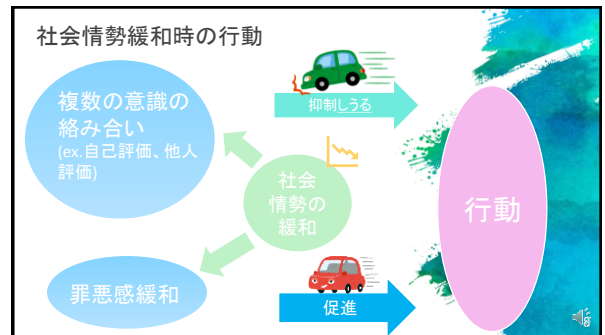 社会情勢緩和時の行動
複数の意識の
絡み合い
(ex.自己評価、他人
評価)
抑制しうる
社会
情勢の
緩和
行動
罪悪感緩和
促進